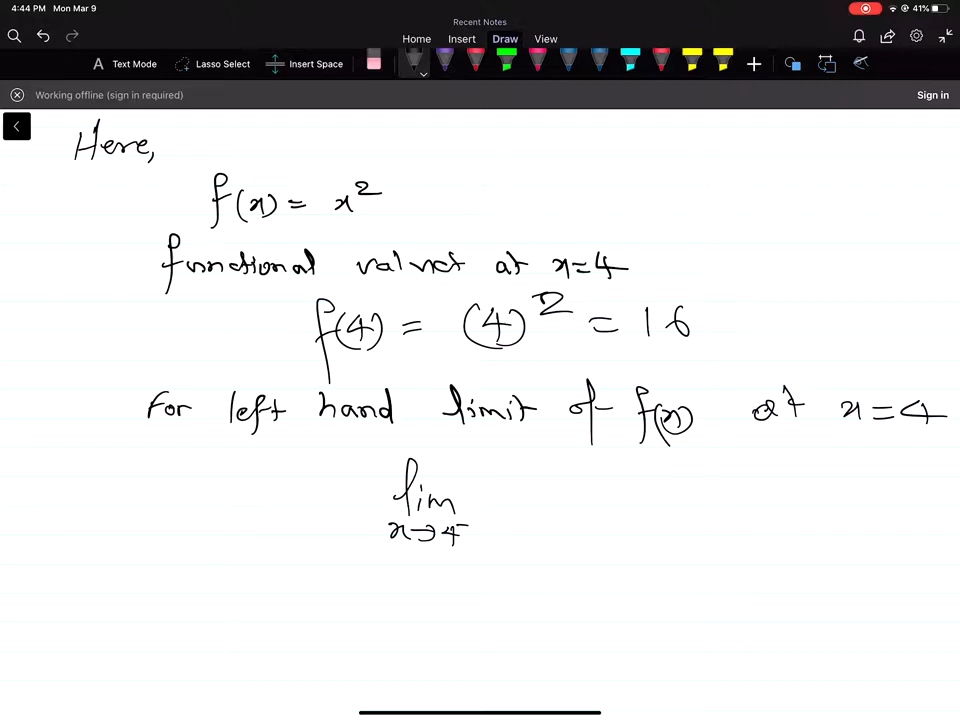 4:44 PM Mon Mar 9
41%
Recent Notes
Home Insert Draw View
Text Mode Lasso Select Insert Space
Working offline (sign in required) Sign in
Here,
f(x) = x²
functional valuet at x=4
f(4) = (4)² = 16
For left hand limit of f(x) at x=4
lim
x→4⁻